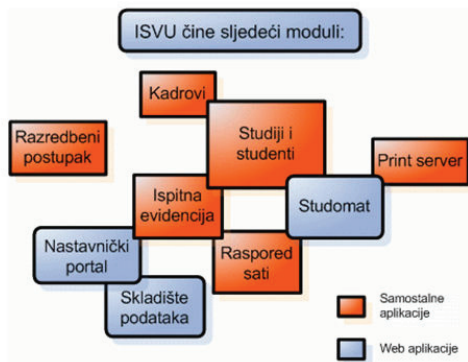 ISVU čine sljedeći moduli:
Kadrovi
Studiji i
studenti
Razredbeni
postupak
Print server
Ispitna
evidencija
Studomat
Nastavnički
portal
Raspored
sati
Skladište
podataka
Samostalne
aplikacije
Web aplikacije